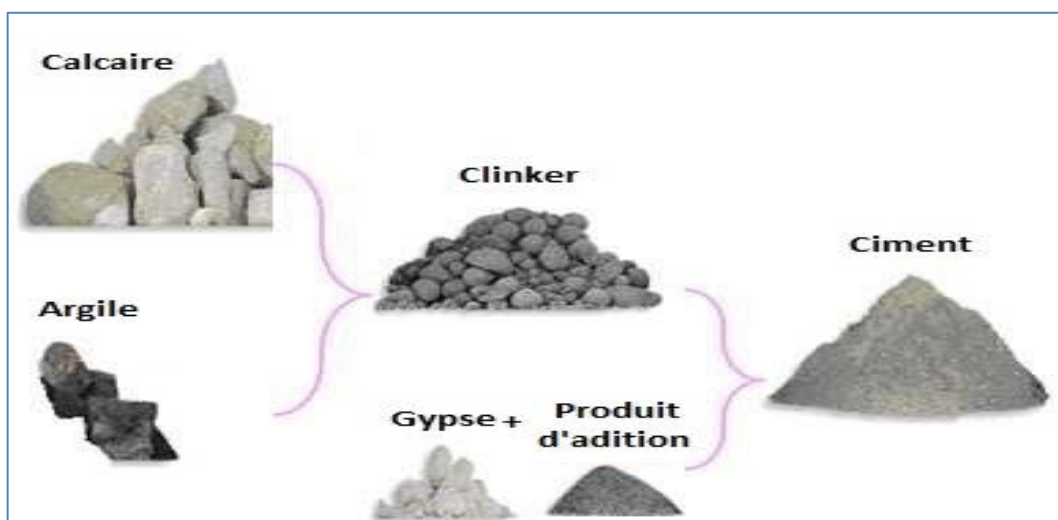 Calcaire
Clinker
Ciment
Argile
Gypse +
Produit
d'adition